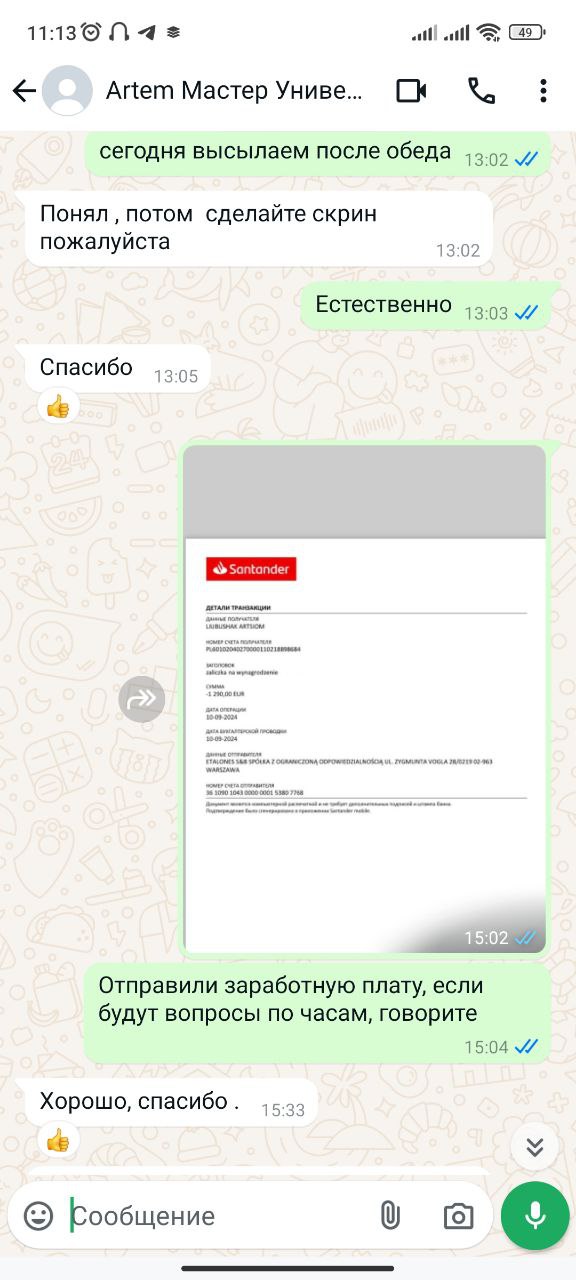 11:13
49
Artem Мастер Униве...
сегодня высылаем после обеда 13:02
Понял , потом сделайте скрин
пожалуйста 13:02
Естественно 13:03
Спасибо 13:05
Santander
ДЕТАЛИ ТРАНЗАКЦИИ
ДАННЫЕ ПОЛУЧАТЕЛЯ
LIUBUSHAK ARTSIOM
НОМЕР СЧЕТА ПОЛУЧАТЕЛЯ
PL60102040270000110218898684
ЗАГОЛОВОК
zaliczka na wynagrodzenie
СУММА
-1 290,00 EUR
ДАТА ОПЕРАЦИИ
10-09-2024
ДАТА БУХГАЛТЕРСКОЙ ПРОВОДКИ
10-09-2024
ДАННЫЕ ОТПРАВИТЕЛЯ
ETALONES S&B SPÓŁKA Z OGRANICZONĄ ODPOWIEDZIALNOŚCIĄ UL. ZYGMUNTA VOGLA 28/0219 02-963
WARSZAWA
НОМЕР СЧЕТА ОТПРАВИТЕЛЯ
36 1090 1043 0000 0001 5380 7768
Документ является компьютерной распечаткой и не требует дополнительных подписей и штампа банка.
Подтверждение было сгенерировано в приложении Santander mobile.
15:02
Отправили заработную плату, если
будут вопросы по часам, говорите
15:04
Хорошо, спасибо . 15:33
Сообщение